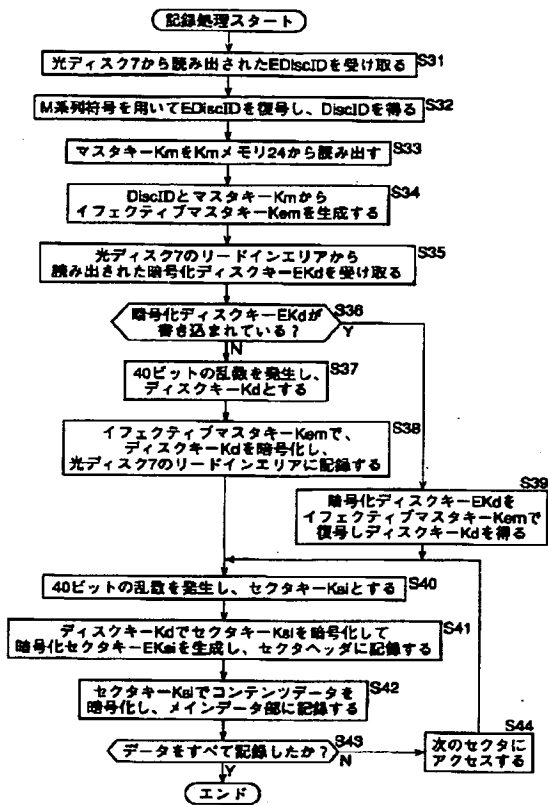 記録処理スタート
光ディスク7から読み出されたEDiscIDを受け取る
S31
M系列符号を用いてEDiscIDを復号し、DiscIDを得る
S32
マスタキーKmをKmメモリ24から読み出す
S33
DiscIDとマスタキーKmから
イフェクティブマスタキーKemを生成する
S34
光ディスク7のリードインエリアから
読み出された暗号化ディスクキーEKdを受け取る
S35
暗号化ディスクキーEKdが
書き込まれている?
S36
Y
N
40ビットの乱数を発生し、
ディスクキーKdとする
S37
イフェクティブマスタキーKemで、
ディスクキーKdを暗号化し、
光ディスク7のリードインエリアに記録する
S38
S39
暗号化ディスクキーEKdを
イフェクティブマスタキーKemで
復号しディスクキーKdを得る
40ビットの乱数を発生し、セクタキーKsiとする
S40
ディスクキーKdでセクタキーKsiを暗号化して
暗号化セクタキーEKsiを生成し、セクタヘッダに記録する
S41
セクタキーKsiでコンテンツデータを
暗号化し、メインデータ部に記録する
S42
データをすべて記録したか?
S43
N
Y
S44
次のセクタに
アクセスする
エンド